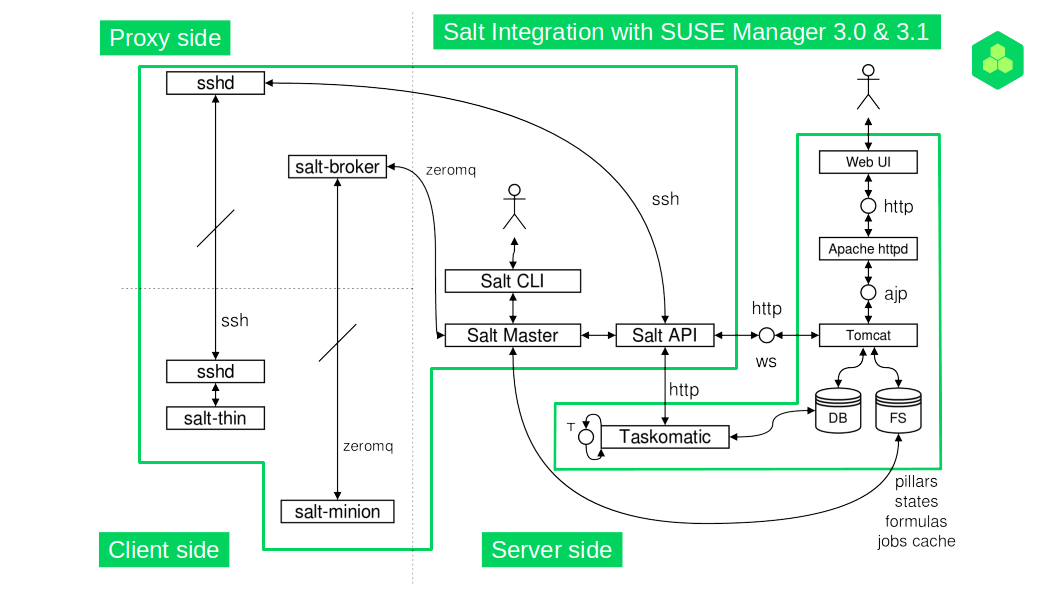 Proxy side
Salt Integration with SUSE Manager 3.0 & 3.1
sshd
salt-broker
zeromq
ssh
Web UI
http
Apache httpd
ajp
Salt CLI
Salt Master
Salt API
http
ws
Tomcat
ssh
sshd
salt-thin
http
DB
FS
T
Taskomatic
zeromq
salt-minion
pillars
states
formulas
jobs cache
Client side
Server side